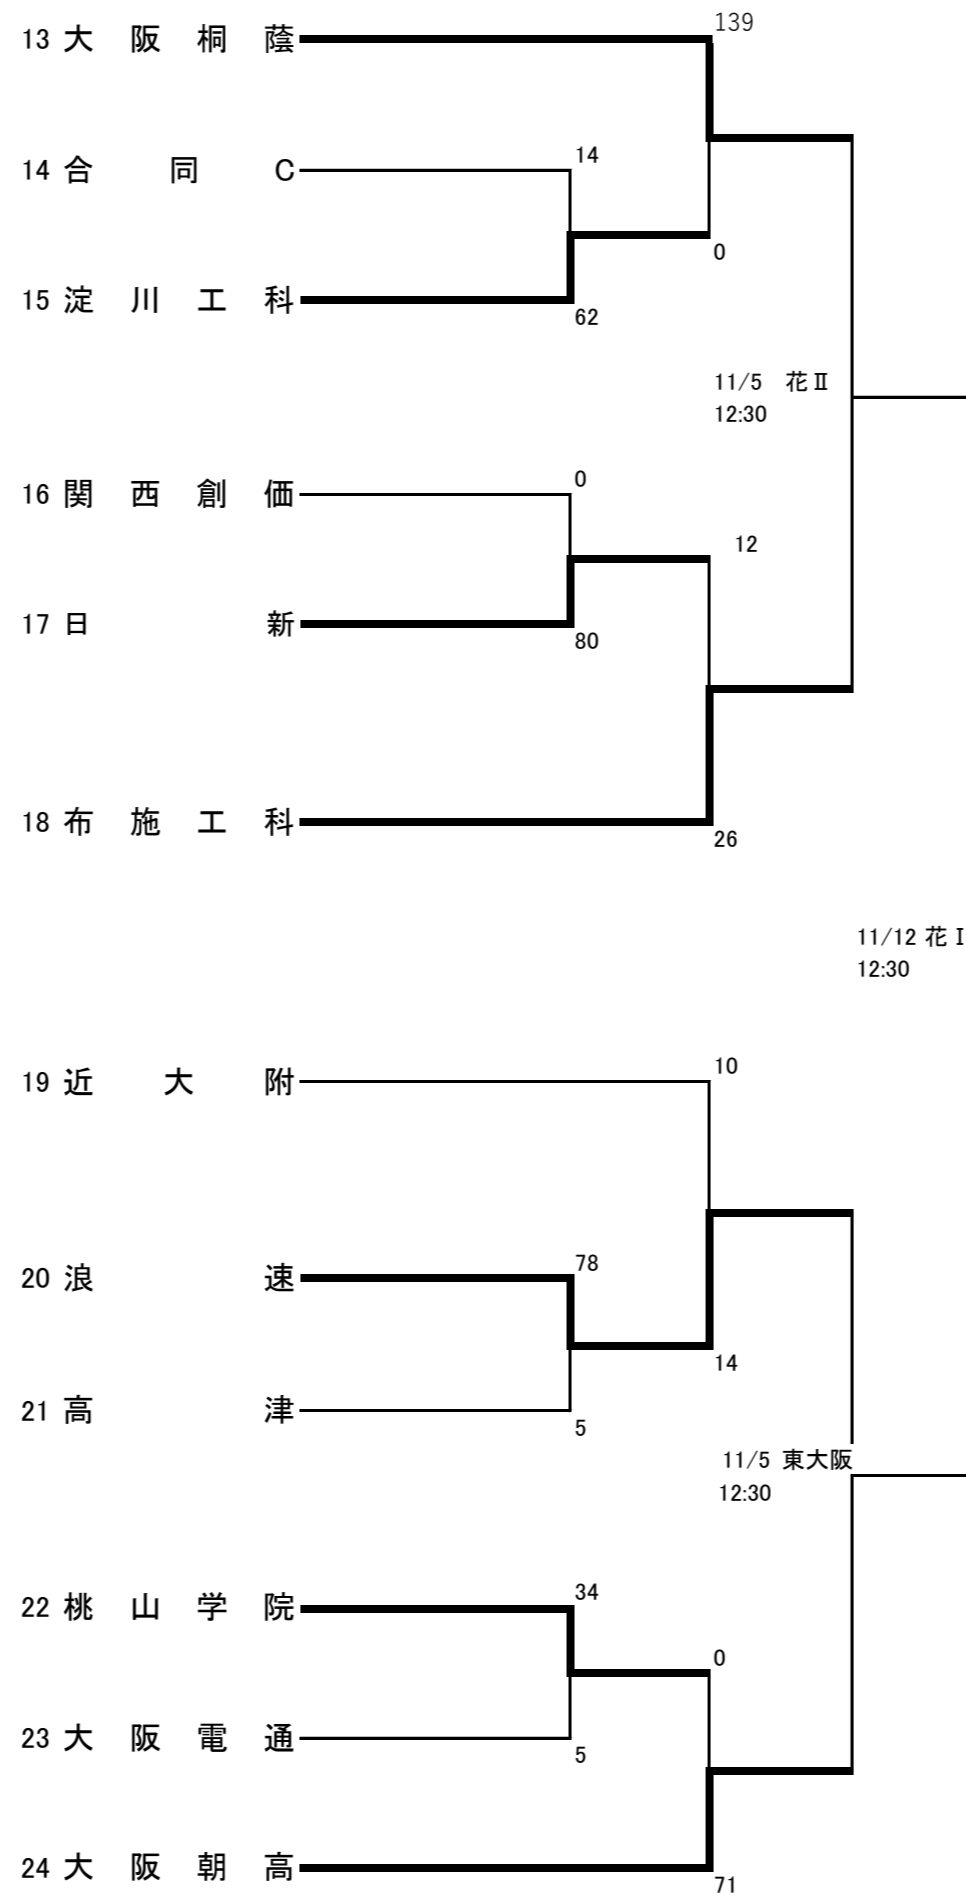 139
13 大阪桐蔭
14
14 合同C
0
15 淀川工科
62
11/5 花Ⅱ
12:30
0
16 関西創価
12
17 日新
80
18 布施工科
26
11/12 花Ⅰ
12:30
10
19 近大附
78
20 浪速
14
21 高津
5
11/5 東大阪
12:30
34
22 桃山学院
0
23 大阪電通
5
24 大阪朝高
71